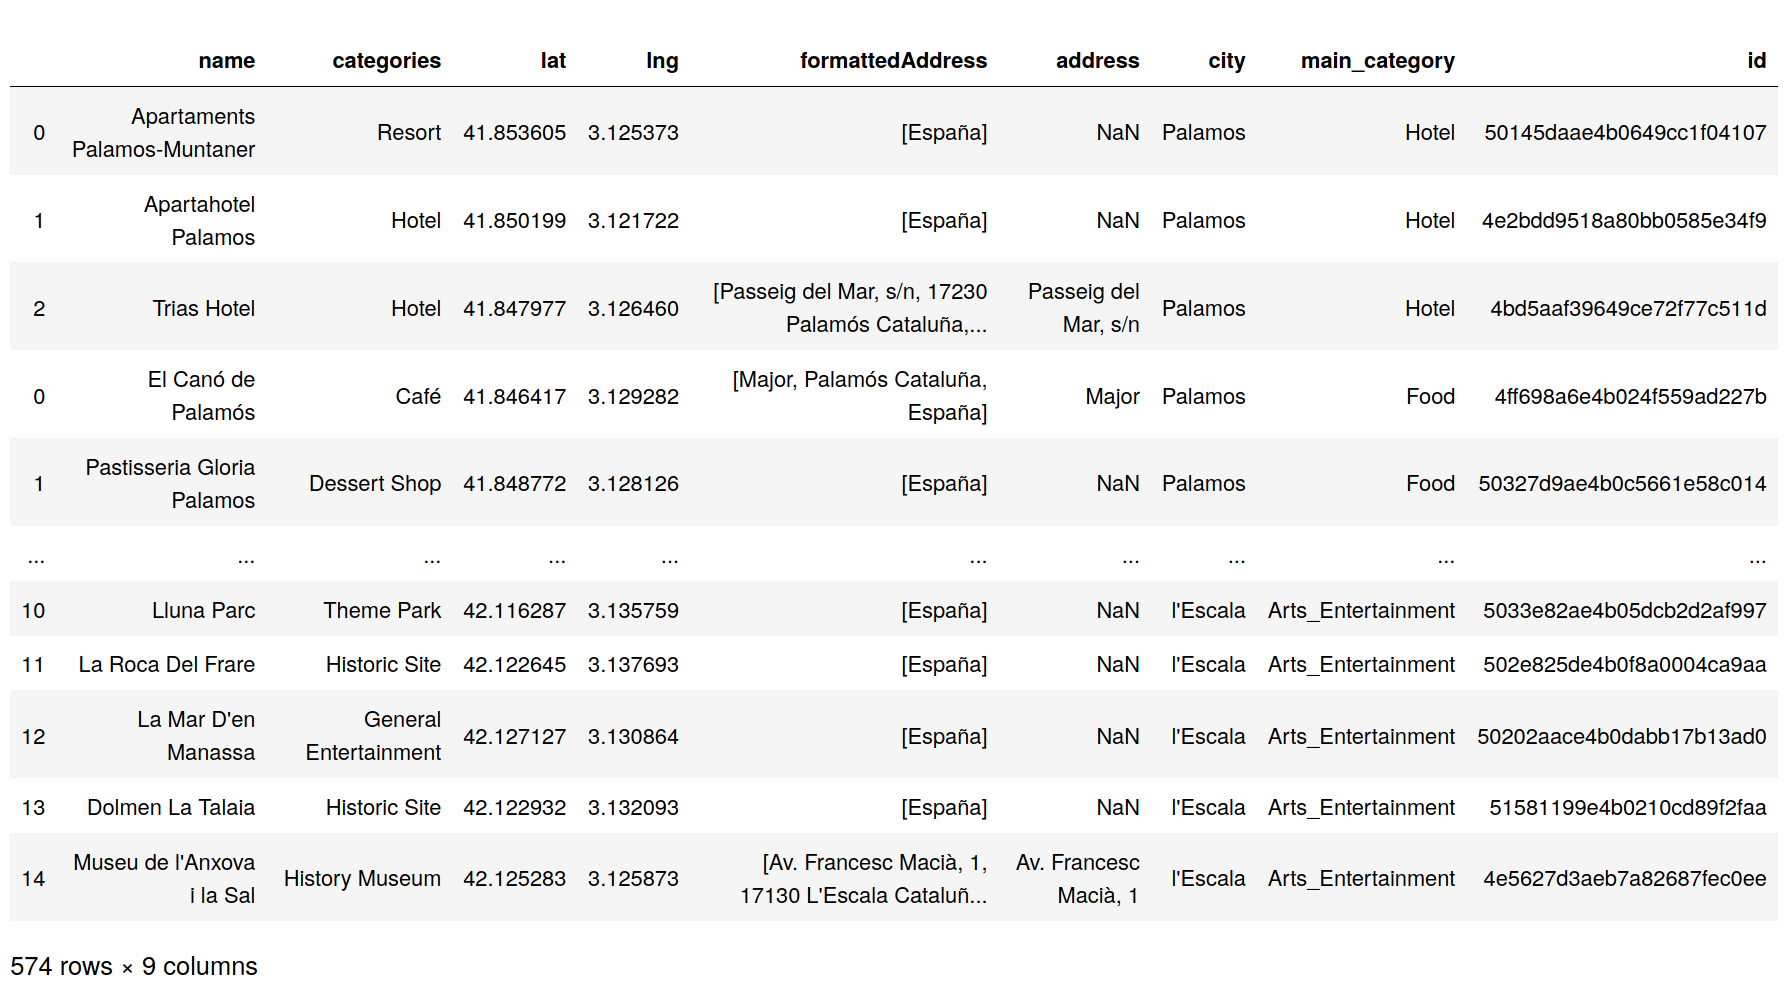 name categories lat lng formattedAddress address city main_category id
0 Apartaments Palamos-Muntaner Resort 41.853605 3.125373 [España] NaN Palamos Hotel 50145daae4b0649cc1f04107
1 Apartahotel Palamos Hotel 41.850199 3.121722 [España] NaN Palamos Hotel 4e2bdd9518a80bb0585e34f9
2 Trias Hotel Hotel 41.847977 3.126460 [Passeig del Mar, s/n, 17230 Palamós Cataluña,... Passeig del Mar, s/n Palamos Hotel 4bd5aaf39649ce72f77c511d
0 El Canó de Palamós Café 41.846417 3.129282 [Major, Palamós Cataluña, España] Major Palamos Food 4ff698a6e4b024f559ad227b
1 Pastisseria Gloria Palamos Dessert Shop 41.848772 3.128126 [España] NaN Palamos Food 50327d9ae4b0c5661e58c014
... ... ... ... ... ... ... ... ... ...
10 Lluna Parc Theme Park 42.116287 3.135759 [España] NaN l'Escala Arts_Entertainment 5033e82ae4b05dcb2d2af997
11 La Roca Del Frare Historic Site 42.122645 3.137693 [España] NaN l'Escala Arts_Entertainment 502e825de4b0f8a0004ca9aa
12 La Mar D'en Manassa General Entertainment 42.127127 3.130864 [España] NaN l'Escala Arts_Entertainment 50202aace4b0dabb17b13ad0
13 Dolmen La Talaia Historic Site 42.122932 3.132093 [España] NaN l'Escala Arts_Entertainment 51581199e4b0210cd89f2faa
14 Museu de l'Anxova i la Sal History Museum 42.125283 3.125873 [Av. Francesc Macià, 1, 17130 L'Escala Cataluñ... Av. Francesc Macià, 1 l'Escala Arts_Entertainment 4e5627d3aeb7a82687fec0ee
574 rows × 9 columns